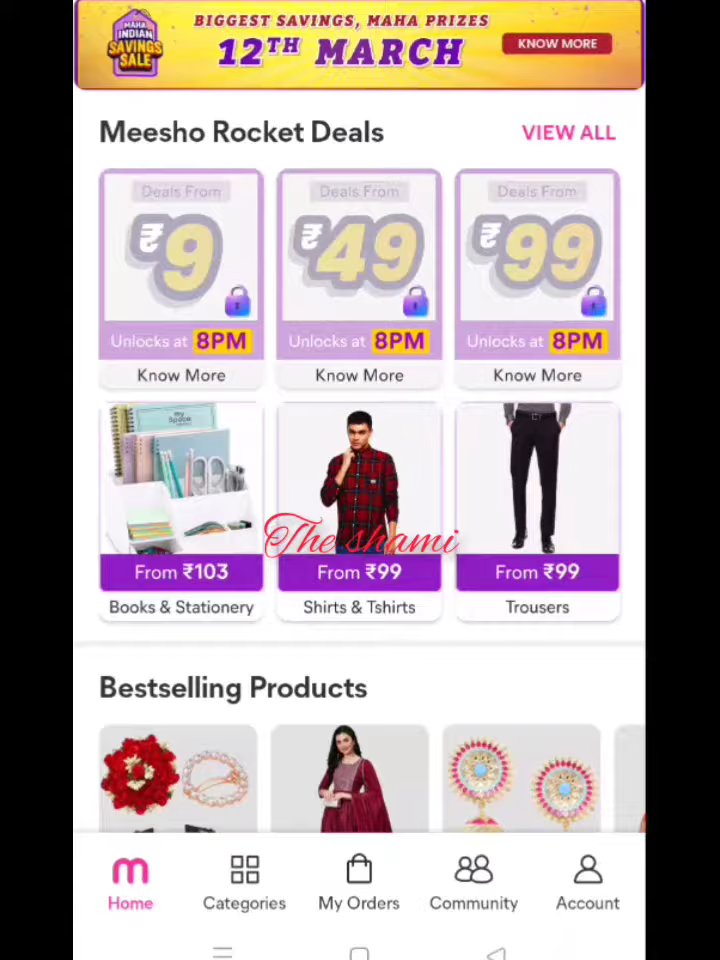 MAHA
INDIAN
SAVINGS
SALE
BIGGEST SAVINGS, MAHA PRIZES
12TH MARCH
KNOW MORE
Meesho Rocket Deals
VIEW ALL
Deals From
₹9
Unlocks at 8PM
Know More
Deals From
₹49
Unlocks at 8PM
Know More
Deals From
₹99
Unlocks at 8PM
Know More
my
Space
From ₹103
Books & Stationery
From ₹99
Shirts & Tshirts
From ₹99
Trousers
The shami
Bestselling Products
m
Home
Categories
My Orders
Community
Account